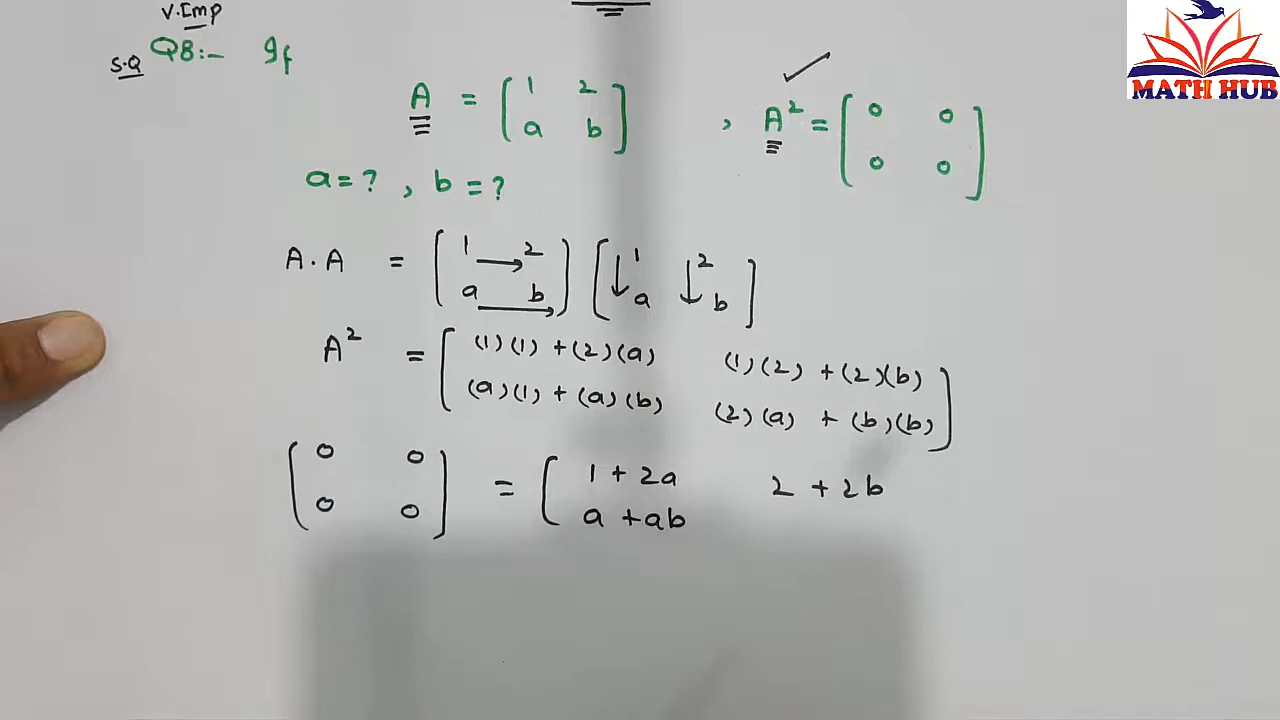 V.Imp
S.Q Q8:- If
A = [ 1 2
a b ] , A² = [ 0 0
0 0 ]
a = ? , b = ?
A . A = [ 1 2
a b ] [ 1 2
a b ]
A² = [ (1)(1) + (2)(a) (1)(2) + (2)(b)
(a)(1) + (a)(b) (2)(a) + (b)(b) ]
[ 0 0
0 0 ] = [ 1 + 2a 2 + 2b
a + ab
MATH HUB